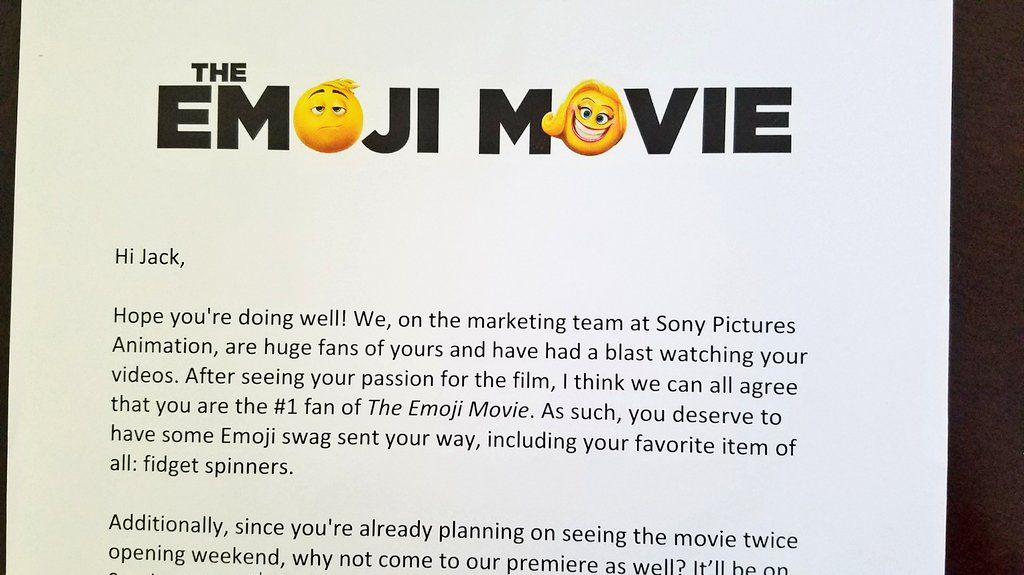 THE
EMOJI MOVIE
Hi Jack,
Hope you're doing well! We, on the marketing team at Sony Pictures
Animation, are huge fans of yours and have had a blast watching your
videos. After seeing your passion for the film, I think we can all agree
that you are the #1 fan of The Emoji Movie. As such, you deserve to
have some Emoji swag sent your way, including your favorite item of
all: fidget spinners.
Additionally, since you're already planning on seeing the movie twice
opening weekend, why not come to our premiere as well? It'll be on